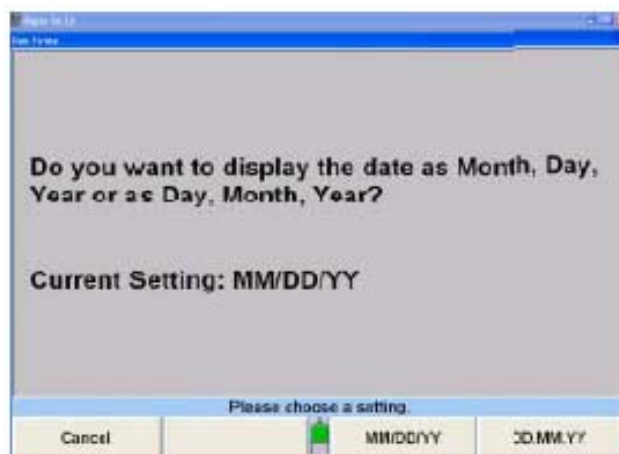 Do you want to display the date as Month, Day,
Year or as Day, Month, Year?
Current Setting: MM/DD/YY
Please choose a setting.
Cancel
MM/DD/YY
DD.MM.YY